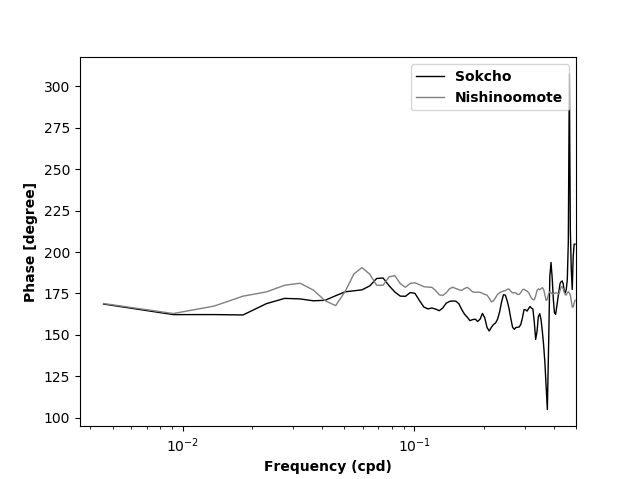 Sokcho
Nishinoomote
300
275
250
225
200
175
150
125
100
Phase [degree]
10⁻² 10⁻¹
Frequency (cpd)